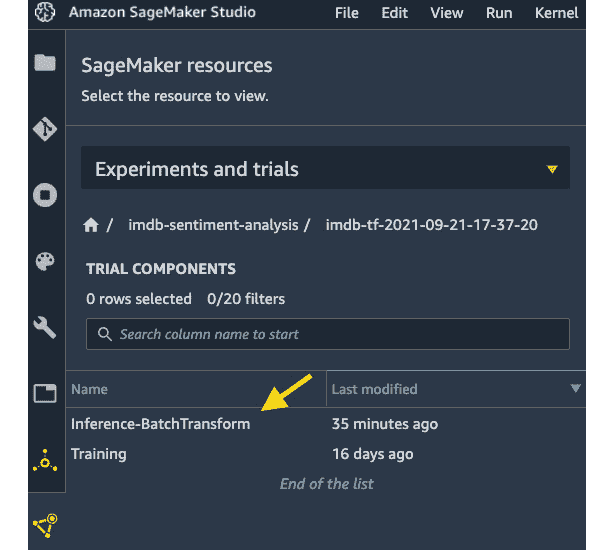 Amazon SageMaker Studio File Edit View Run Kernel
SageMaker resources
Select the resource to view.
Experiments and trials
/ imdb-sentiment-analysis / imdb-tf-2021-09-21-17-37-20
TRIAL COMPONENTS
0 rows selected 0/20 filters
Search column name to start
Name Last modified
Inference-BatchTransform 35 minutes ago
Training 16 days ago
End of the list